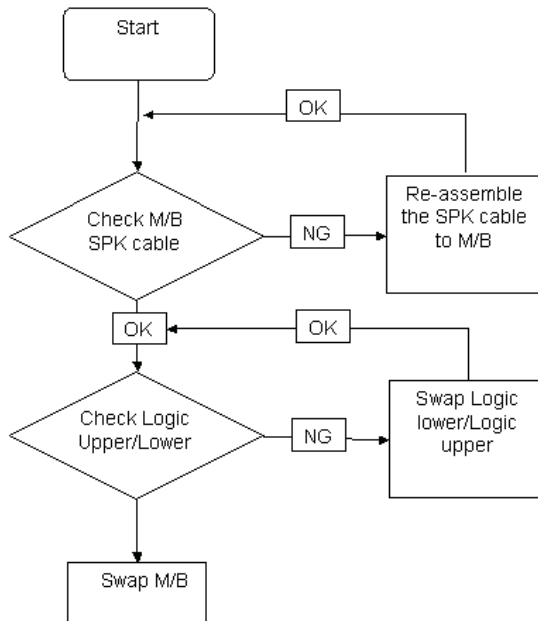 Start
OK
Check M/B
SPK cable
NG
Re-assemble
the SPK cable
to M/B
OK
OK
Check Logic
Upper/Lower
NG
Swap Logic
lower/Logic
upper
Swap M/B